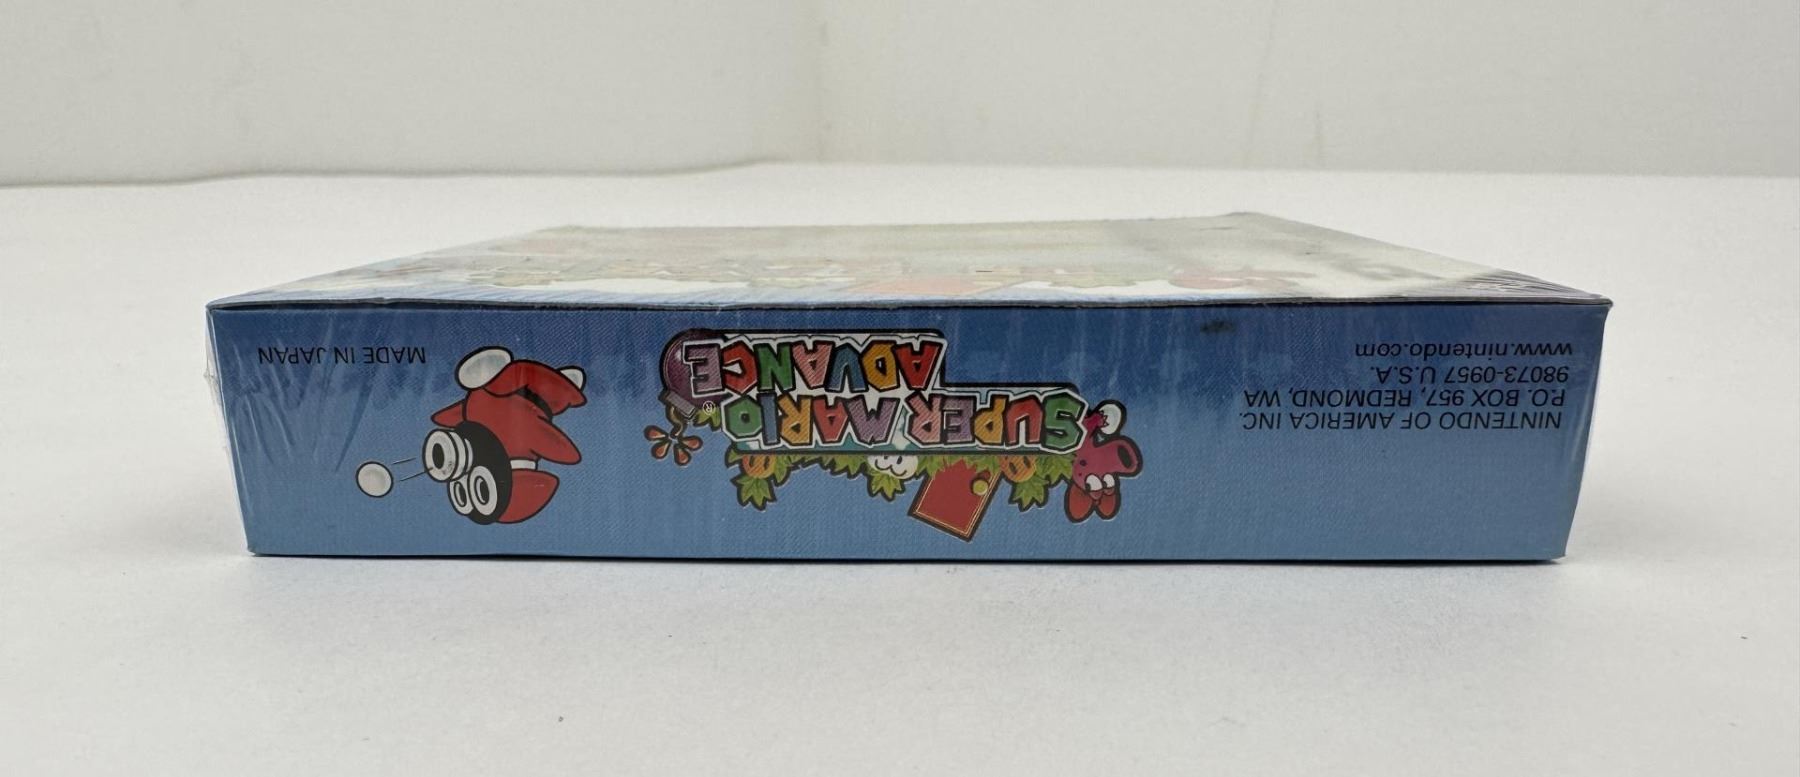 NINTENDO OF AMERICA INC.
P.O. BOX 957, REDMOND, WA
98073-0957 U.S.A.
www.nintendo.com
SUPER MARIO®
ADVANCE
MADE IN JAPAN